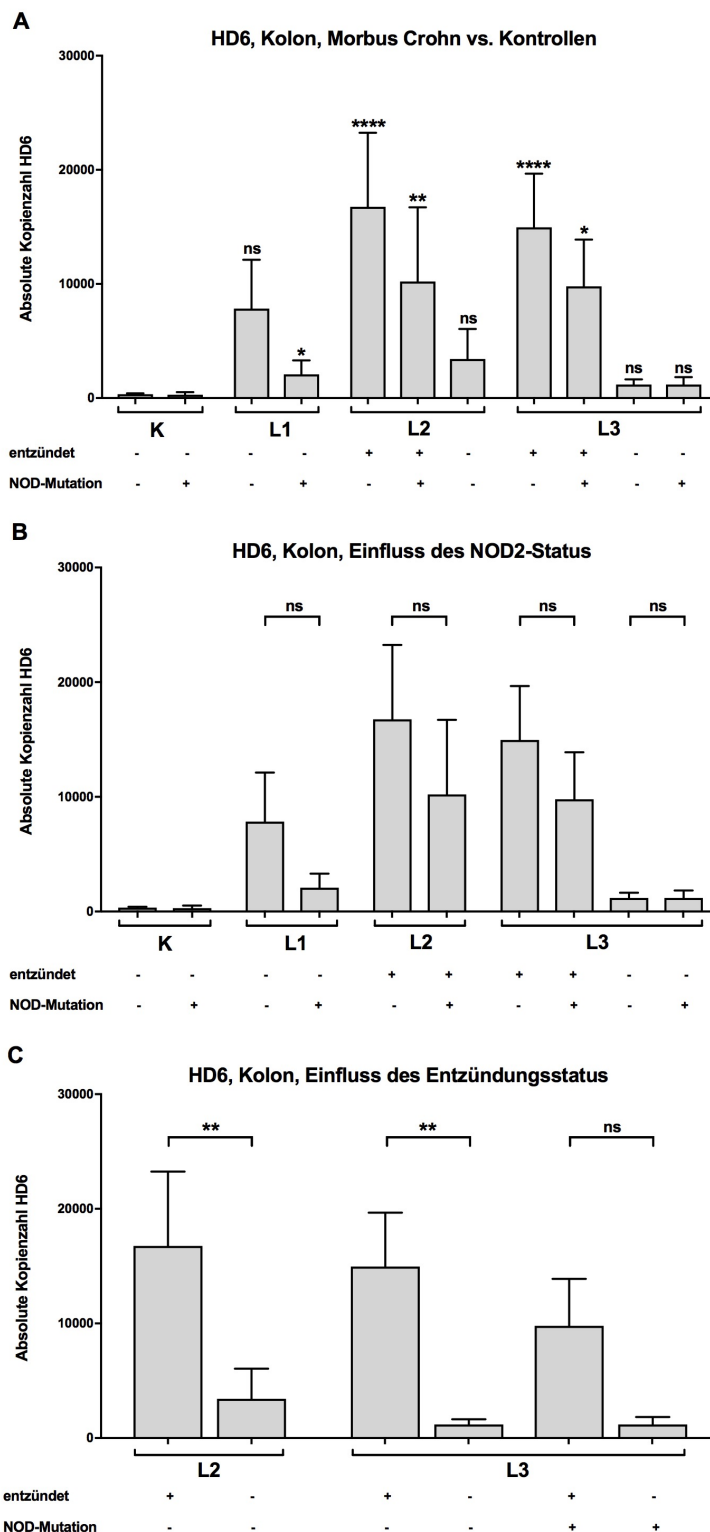 A
HD6, Kolon, Morbus Crohn vs. Kontrollen
Absolute Kopienzahl HD6
30000
20000
10000
0
ns * **** ** ns **** * ns ns
K L1 L2 L3
entzündet - - - - + + - + + - -
NOD-Mutation - + - + - + - - + - +
B
HD6, Kolon, Einfluss des NOD2-Status
Absolute Kopienzahl HD6
30000
20000
10000
0
ns ns ns ns
K L1 L2 L3
entzündet - - - - + + + + - -
NOD-Mutation - + - + - + - + - +
C
HD6, Kolon, Einfluss des Entzündungsstatus
Absolute Kopienzahl HD6
30000
20000
10000
0
** ** ns
L2 L3
entzündet + - + - + -
NOD-Mutation - - - - + +